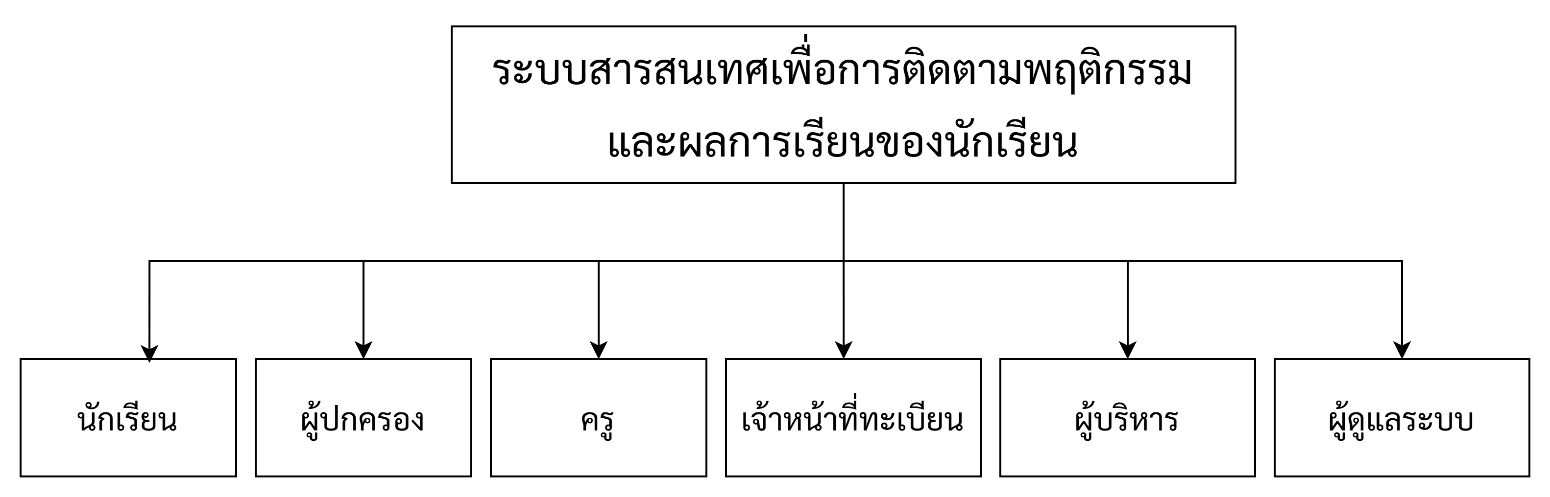 ระบบสารสนเทศเพื่อการติดตามพฤติกรรม
และผลการเรียนของนักเรียน
นักเรียน
ผู้ปกครอง
ครู
เจ้าหน้าที่ทะเบียน
ผู้บริหาร
ผู้ดูแลระบบ